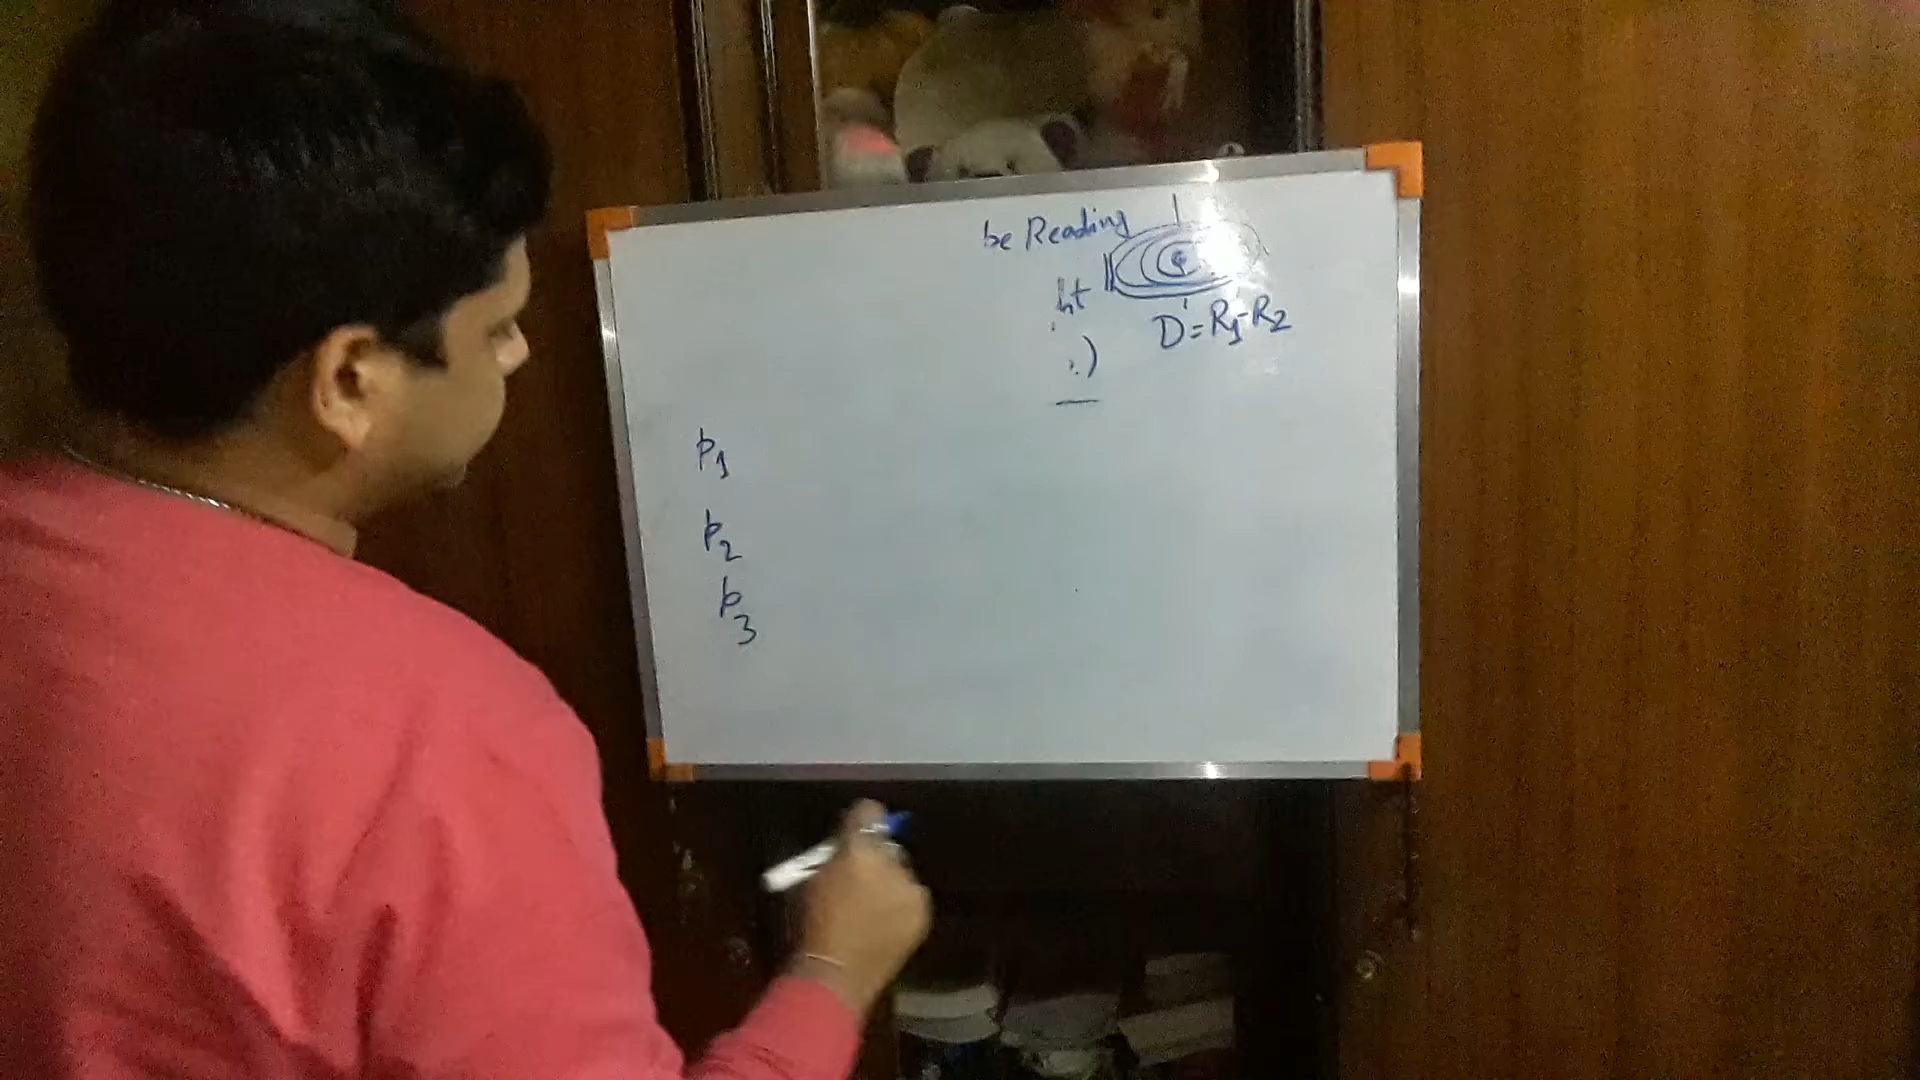 be Reading
ht
:.)
D=R1-R2
p1
p2
p3